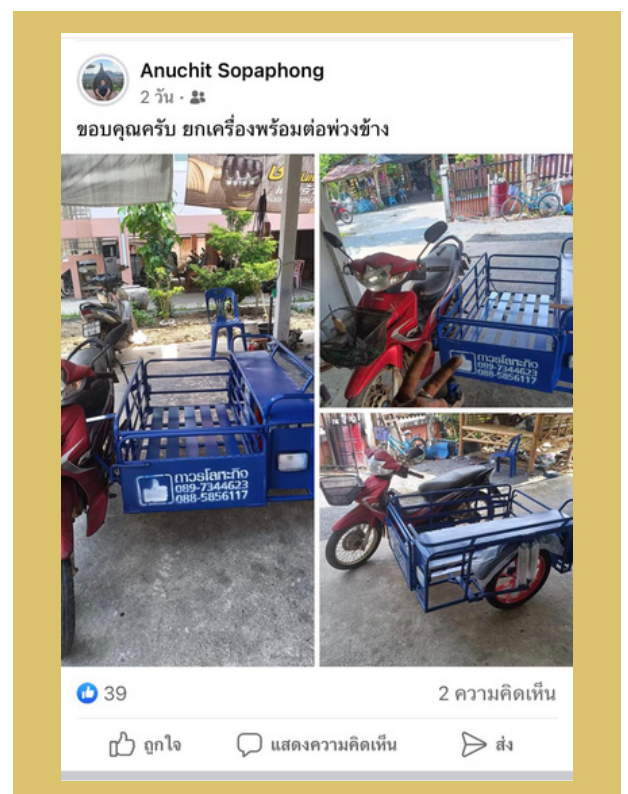 Anuchit Sopaphong
2 วัน ·
ขอบคุณครับ ยกเครื่องพร้อมต่อพ่วงข้าง
ถาวรโลหะกิจ
089-7344623
088-5856117
ถาวรโลหะกิจ
089-7344623
088-5856117
39
2 ความคิดเห็น
ถูกใจ
แสดงความคิดเห็น
ส่ง